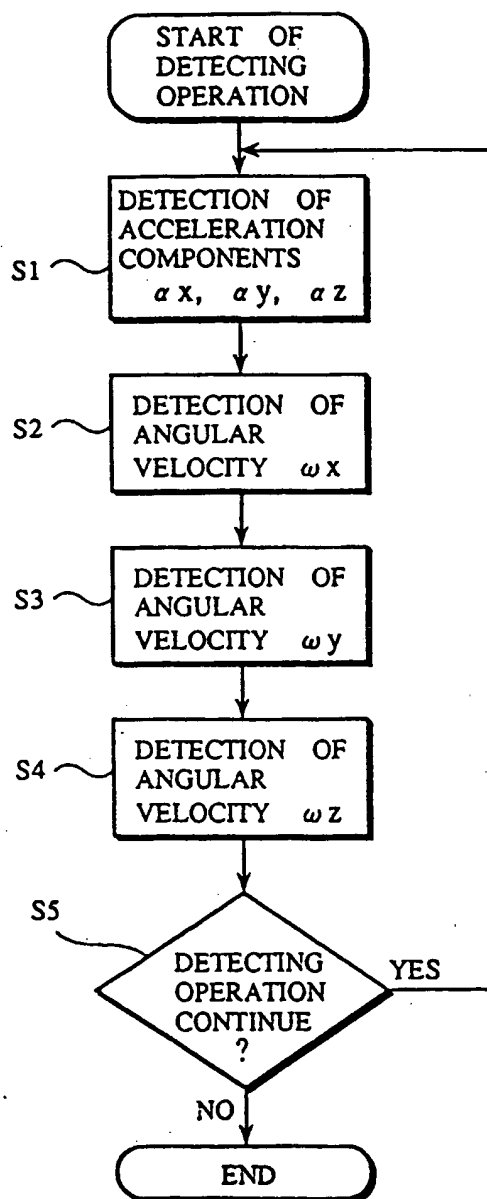 START OF
DETECTING
OPERATION
S1
DETECTION OF
ACCELERATION
COMPONENTS
αx, αy, αz
S2
DETECTION OF
ANGULAR
VELOCITY ωx
S3
DETECTION OF
ANGULAR
VELOCITY ωy
S4
DETECTION OF
ANGULAR
VELOCITY ωz
S5
DETECTING
OPERATION
CONTINUE
?
YES
NO
END